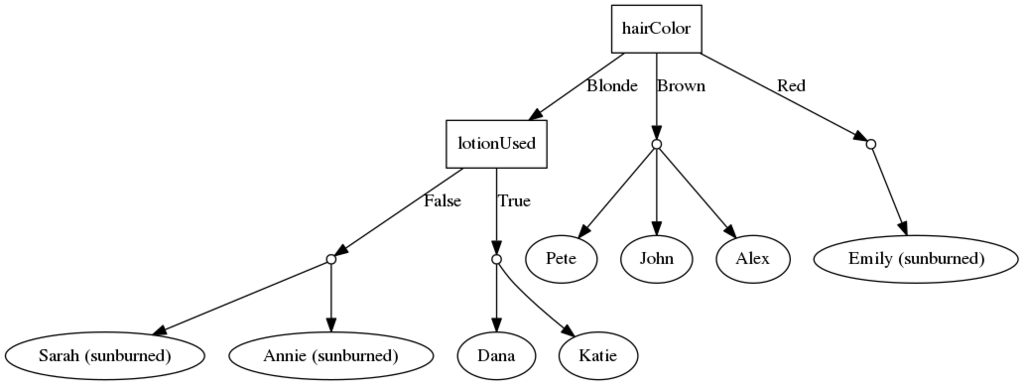 hairColor
Blonde
Brown
Red
lotionUsed
False
True
Pete
John
Alex
Emily (sunburned)
Sarah (sunburned)
Annie (sunburned)
Dana
Katie